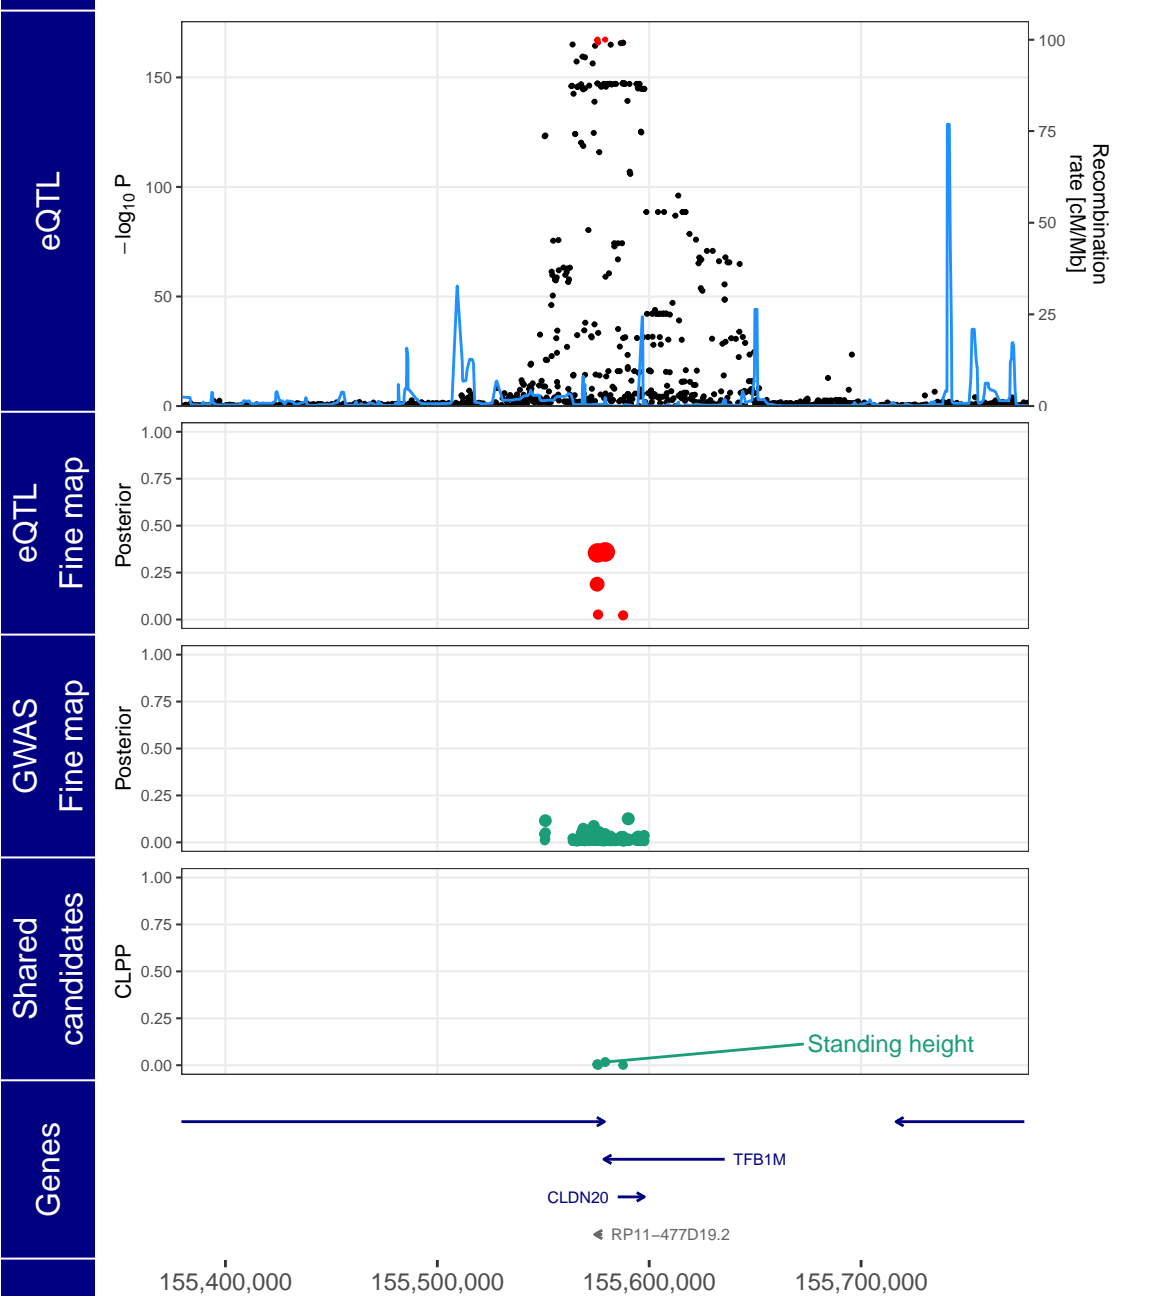 eQTL
− log10 P
150
100
50
0
100
75
50
25
0
Recombination
rate [cM/Mb]
eQTL
Fine map
Posterior
1.00
0.75
0.50
0.25
0.00
GWAS
Fine map
Posterior
1.00
0.75
0.50
0.25
0.00
Shared
candidates
CLPP
1.00
0.75
0.50
0.25
0.00
Standing height
Genes
TFB1M
CLDN20
RP11−477D19.2
155,400,000
155,500,000
155,600,000
155,700,000